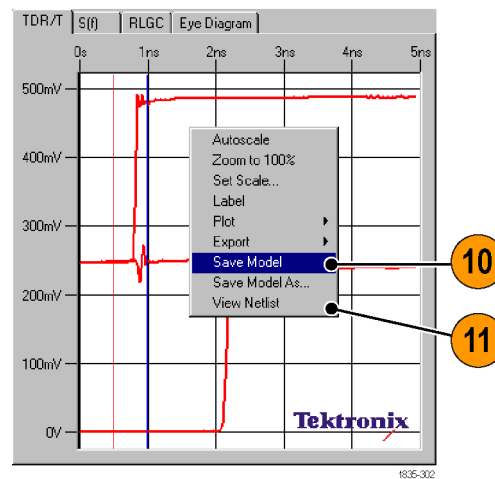 TDR/T S(f) RLGC Eye Diagram
0s 1ns 2ns 3ns 4ns 5ns
500mV
400mV
300mV
200mV
100mV
0V
Autoscale
Zoom to 100%
Set Scale...
Label
Plot
Export
Save Model
Save Model As...
View Netlist
10
11
Tektronix
1835-302